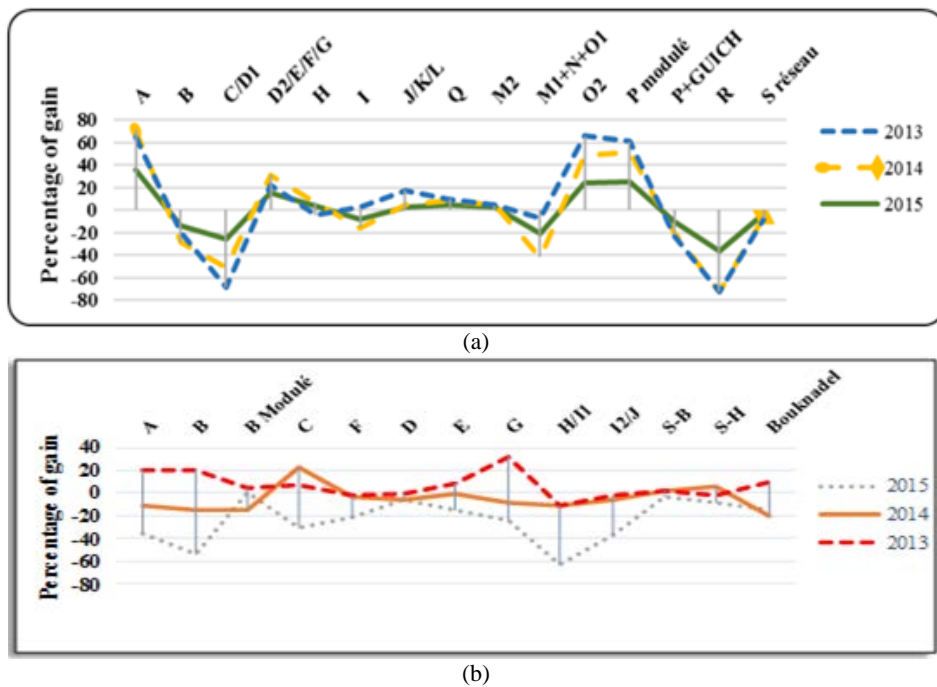 A
B
C/D1
D2/E/F/G
H
I
J/K/L
Q
M2
M1+N+O1
O2
P modulé
P+GUICH
R
S réseau
Percentage of gain
80
60
40
20
0
-20
-40
-60
-80
2013
2014
2015
(a)
A
B
B Modulé
C
F
D
E
G
H/I1
I2/J
S-B
S-H
Bouknadel
Percentage of gain
40
20
0
-20
-40
-60
-80
2015
2014
2013
(b)